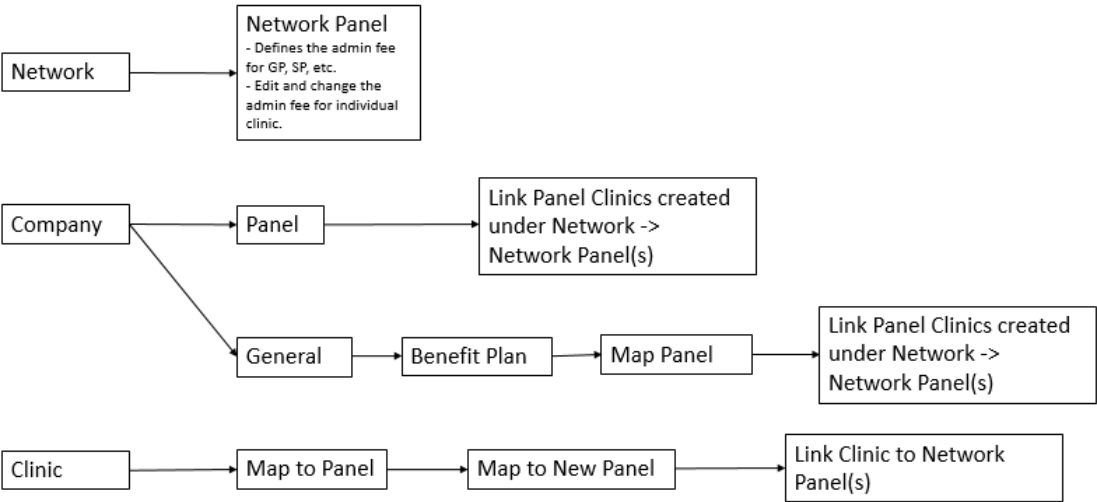 Network
Network Panel
- Defines the admin fee
for GP, SP, etc.
- Edit and change the
admin fee for individual
clinic.
Company
Panel
Link Panel Clinics created
under Network ->
Network Panel(s)
General
Benefit Plan
Map Panel
Link Panel Clinics created
under Network ->
Network Panel(s)
Clinic
Map to Panel
Map to New Panel
Link Clinic to Network
Panel(s)